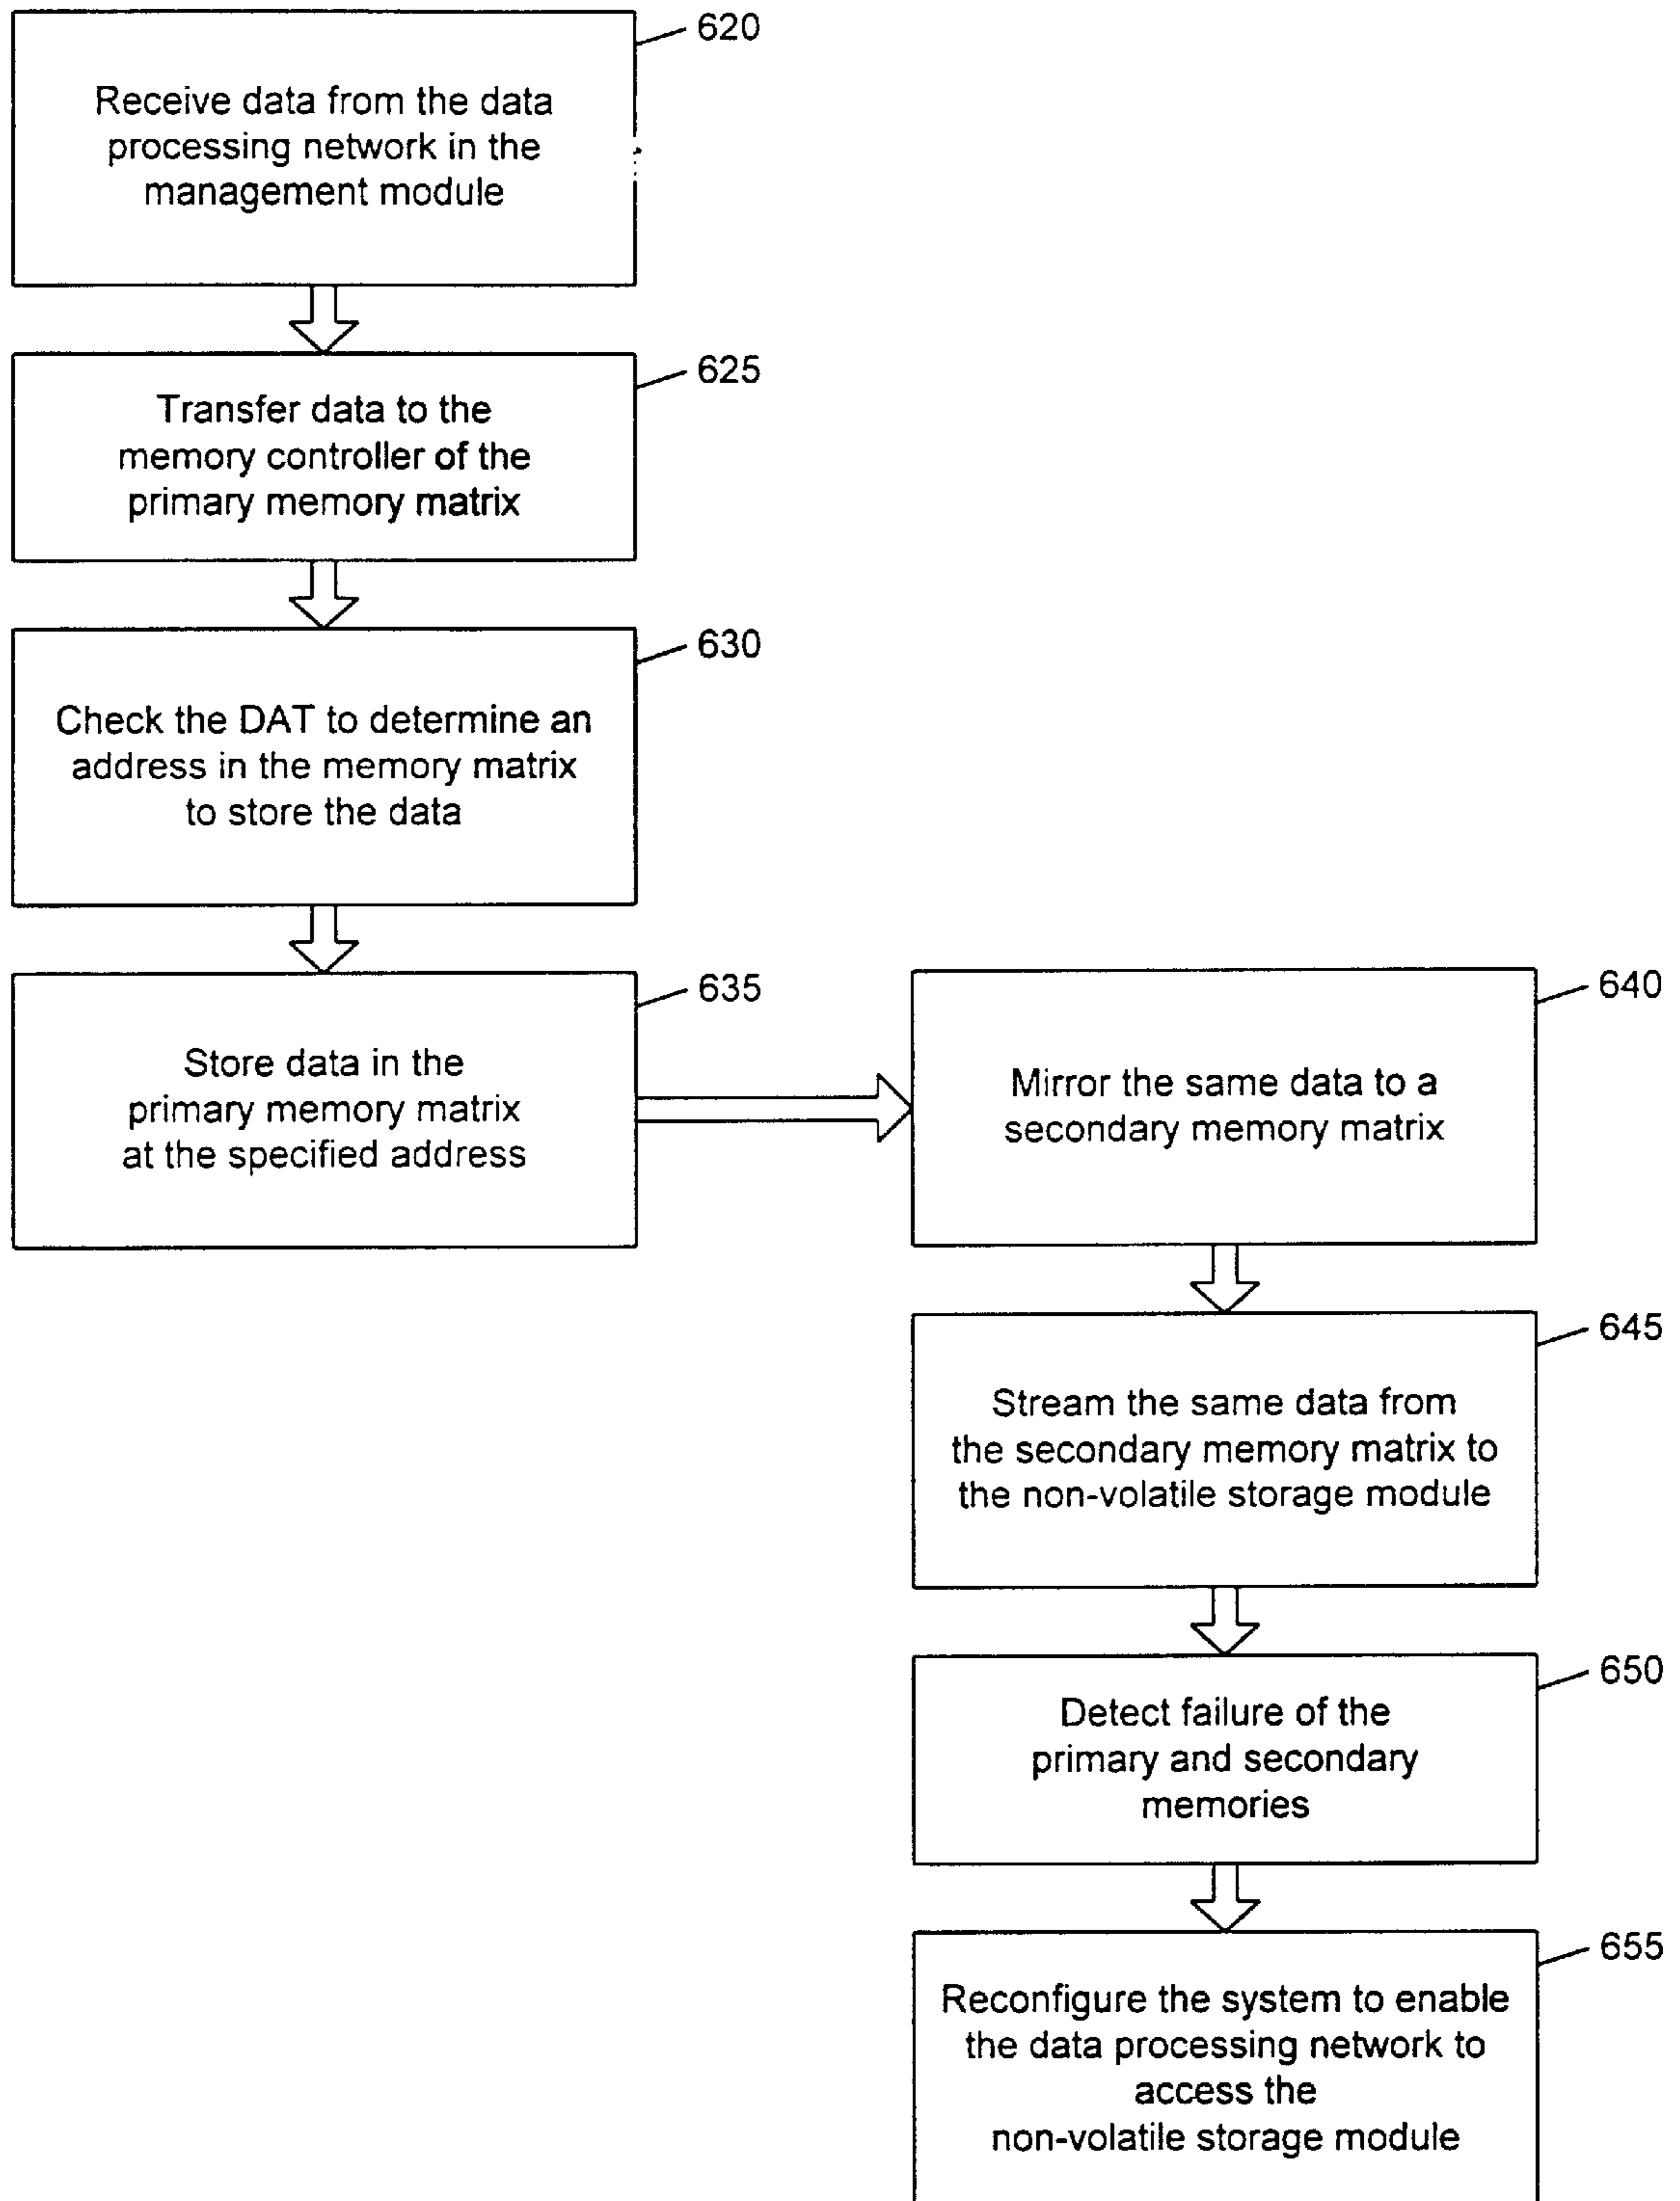 620
Receive data from the data
processing network in the
management module
625
Transfer data to the
memory controller of the
primary memory matrix
630
Check the DAT to determine an
address in the memory matrix
to store the data
635
Store data in the
primary memory matrix
at the specified address
640
Mirror the same data to a
secondary memory matrix
645
Stream the same data from
the secondary memory matrix to
the non-volatile storage module
650
Detect failure of the
primary and secondary
memories
655
Reconfigure the system to enable
the data processing network to
access the
non-volatile storage module